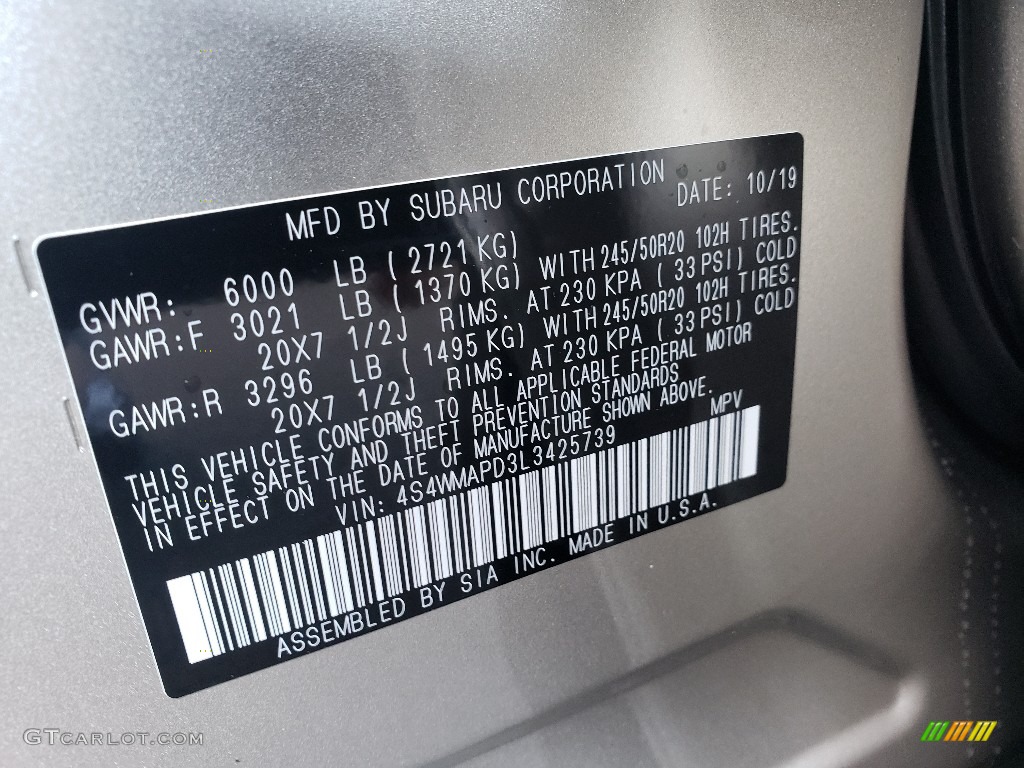 MFD BY SUBARU CORPORATION
DATE: 10/19
GVWR: 6000 LB ( 2721 KG)
GAWR:F 3021 LB ( 1370 KG) WITH 245/50R20 102H TIRES.
20X7 1/2J RIMS. AT 230 KPA ( 33 PSI) COLD
GAWR:R 3296 LB ( 1495 KG) WITH 245/50R20 102H TIRES.
20X7 1/2J RIMS. AT 230 KPA ( 33 PSI) COLD
THIS VEHICLE CONFORMS TO ALL APPLICABLE FEDERAL MOTOR
VEHICLE SAFETY AND THEFT PREVENTION STANDARDS
IN EFFECT ON THE DATE OF MANUFACTURE SHOWN ABOVE.
VIN: 4S4WMAPD3L3425739 MPV
ASSEMBLED BY SIA INC. MADE IN U.S.A.
GTCARLOT.COM